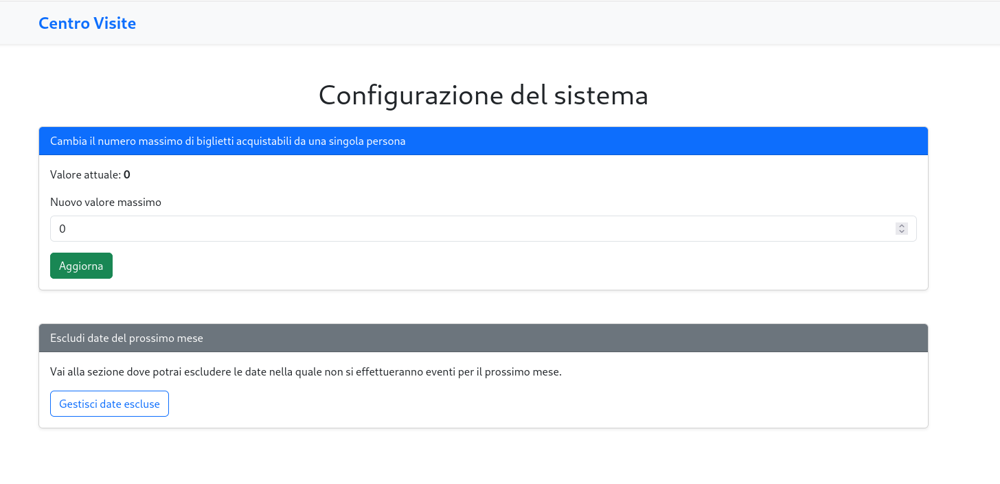 Centro Visite
Configurazione del sistema
Cambia il numero massimo di biglietti acquistabili da una singola persona
Valore attuale: 0
Nuovo valore massimo
0
Aggiorna
Escludi date del prossimo mese
Vai alla sezione dove potrai escludere le date nella quale non si effettueranno eventi per il prossimo mese.
Gestisci date escluse